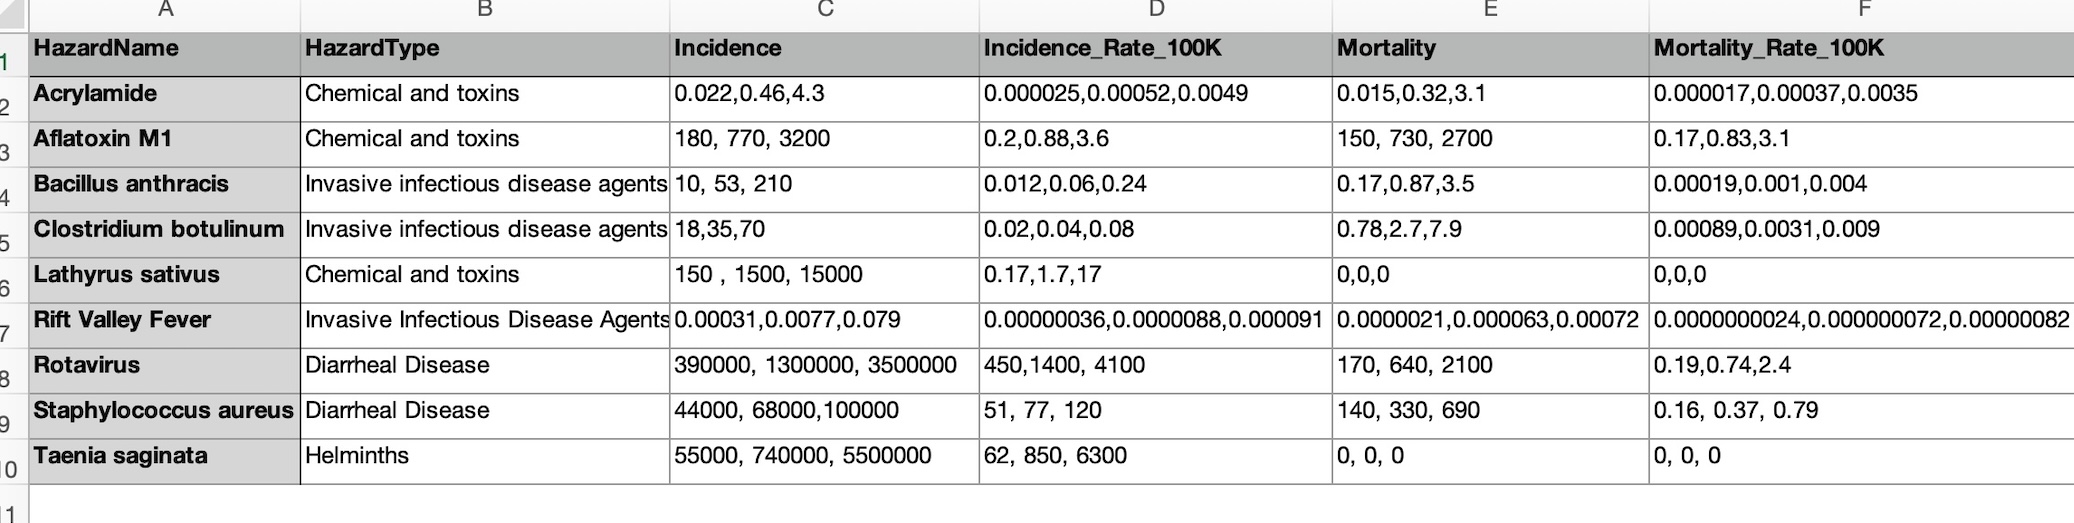 A B C D E F
1 HazardName HazardType Incidence Incidence_Rate_100K Mortality Mortality_Rate_100K
2 Acrylamide Chemical and toxins 0.022,0.46,4.3 0.000025,0.00052,0.0049 0.015,0.32,3.1 0.000017,0.00037,0.0035
3 Aflatoxin M1 Chemical and toxins 180, 770, 3200 0.2,0.88,3.6 150, 730, 2700 0.17,0.83,3.1
4 Bacillus anthracis Invasive infectious disease agents 10, 53, 210 0.012,0.06,0.24 0.17,0.87,3.5 0.00019,0.001,0.004
5 Clostridium botulinum Invasive infectious disease agents 18,35,70 0.02,0.04,0.08 0.78,2.7,7.9 0.00089,0.0031,0.009
6 Lathyrus sativus Chemical and toxins 150 , 1500, 15000 0.17,1.7,17 0,0,0 0,0,0
7 Rift Valley Fever Invasive Infectious Disease Agents 0.00031,0.0077,0.079 0.00000036,0.0000088,0.000091 0.0000021,0.000063,0.00072 0.0000000024,0.000000072,0.00000082
8 Rotavirus Diarrheal Disease 390000, 1300000, 3500000 450,1400, 4100 170, 640, 2100 0.19,0.74,2.4
9 Staphylococcus aureus Diarrheal Disease 44000, 68000,100000 51, 77, 120 140, 330, 690 0.16, 0.37, 0.79
10 Taenia saginata Helminths 55000, 740000, 5500000 62, 850, 6300 0, 0, 0 0, 0, 0
11